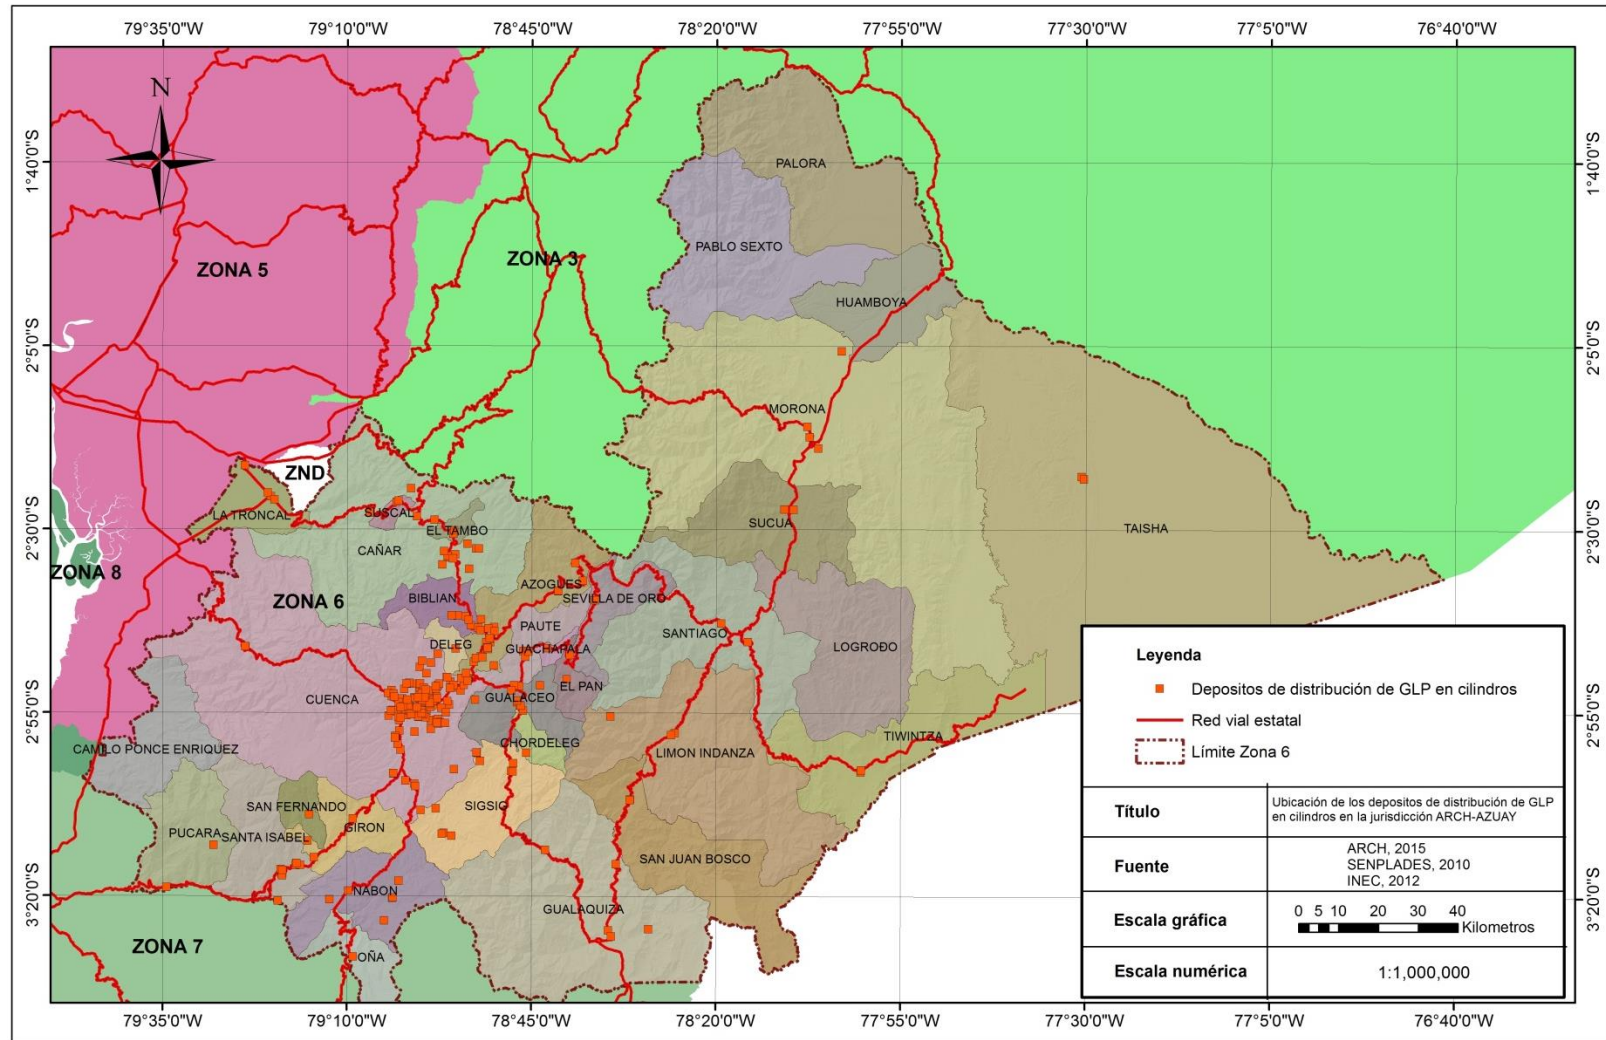 79°35'0"W 79°10'0"W 78°45'0"W 78°20'0"W 77°55'0"W 77°30'0"W 77°5'0"W 76°40'0"W
N
1°40'0"S 1°40'0"S
PALORA
PABLO SEXTO
ZONA 3
ZONA 5
HUAMBOYA
2°5'0"S 2°5'0"S
MORONA
ZND
LA TRONCAL
SUSCAL
SUCUA
EL TAMBO
TAISHA
2°30'0"S 2°30'0"S
CAÑAR
ZONA 8
AZOGUES
BIBLIAN
SEVILLA DE ORO
ZONA 6
PAUTE
SANTIAGO
DELEG
GUACHAPALA
LOGROÐO
EL PAN
CUENCA
GUALACEO
2°55'0"S 2°55'0"S
TIWINTZA
CHORDELEG
CAMILO PONCE ENRIQUEZ
LIMON INDANZA
SAN FERNANDO
SIGSIG
GIRON
PUCARA
SANTA ISABEL
SAN JUAN BOSCO
NABON
3°20'0"S 3°20'0"S
GUALAQUIZA
ZONA 7
OÑA
Leyenda
Depositos de distribución de GLP en cilindros
Red vial estatal
Límite Zona 6
Título
Ubicación de los depositos de distribución de GLP
en cilindros en la jurisdicción ARCH-AZUAY
Fuente
ARCH, 2015
SENPLADES, 2010
INEC, 2012
Escala gráfica
0 5 10 20 30 40
Kilometros
Escala numérica
1:1,000,000
79°35'0"W 79°10'0"W 78°45'0"W 78°20'0"W 77°55'0"W 77°30'0"W 77°5'0"W 76°40'0"W